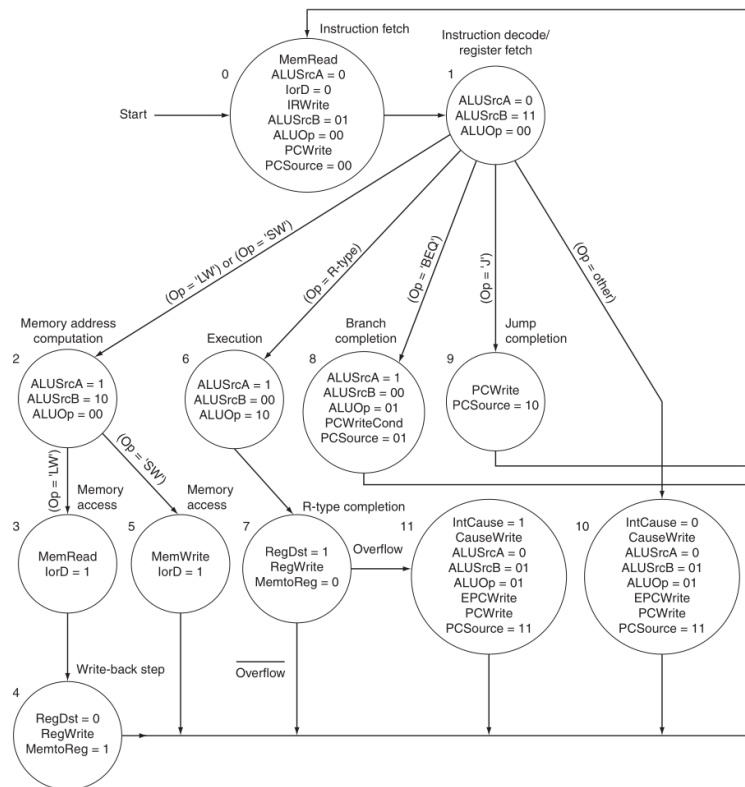 Instruction fetch
Instruction decode/
register fetch
0
MemRead
ALUSrcA = 0
IorD = 0
IRWrite
ALUSrcB = 01
ALUOp = 00
PCWrite
PCSource = 00
1
ALUSrcA = 0
ALUSrcB = 11
ALUOp = 00
Start
(Op = 'LW') or (Op = 'SW')
(Op = R-type)
(Op = 'BEQ')
(Op = 'J')
(Op = other)
Memory address
computation
2
ALUSrcA = 1
ALUSrcB = 10
ALUOp = 00
Execution
6
ALUSrcA = 1
ALUSrcB = 00
ALUOp = 10
Branch
completion
8
ALUSrcA = 1
ALUSrcB = 00
ALUOp = 01
PCWriteCond
PCSource = 01
Jump
completion
9
PCWrite
PCSource = 10
(Op = 'LW')
(Op = 'SW')
Memory
access
3
MemRead
IorD = 1
Memory
access
5
MemWrite
IorD = 1
R-type completion
7
RegDst = 1
RegWrite
MemtoReg = 0
Overflow
Overflow
11
IntCause = 1
CauseWrite
ALUSrcA = 0
ALUSrcB = 01
ALUOp = 01
EPCWrite
PCWrite
PCSource = 11
10
IntCause = 0
CauseWrite
ALUSrcA = 0
ALUSrcB = 01
ALUOp = 01
EPCWrite
PCWrite
PCSource = 11
Write-back step
4
RegDst = 0
RegWrite
MemtoReg = 1